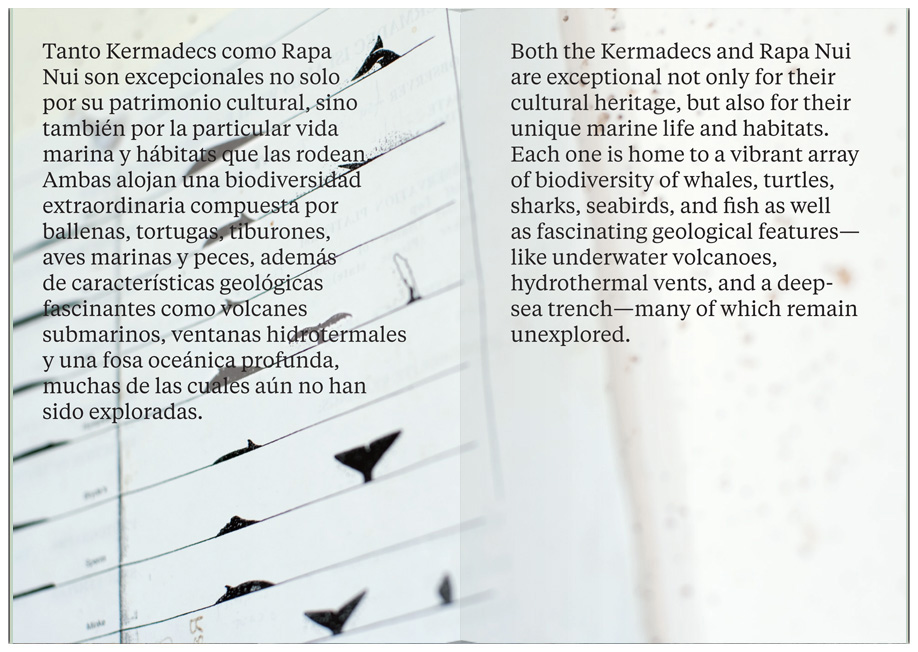 Tanto Kermadecs como Rapa
Nui son excepcionales no solo
por su patrimonio cultural, sino
también por la particular vida
marina y hábitats que las rodean.
Ambas alojan una biodiversidad
extraordinaria compuesta por
ballenas, tortugas, tiburones,
aves marinas y peces, además
de características geológicas
fascinantes como volcanes
submarinos, ventanas hidrotermales
y una fosa oceánica profunda,
muchas de las cuales aún no han
sido exploradas.
Both the Kermadecs and Rapa Nui
are exceptional not only for their
cultural heritage, but also for their
unique marine life and habitats.
Each one is home to a vibrant array
of biodiversity of whales, turtles,
sharks, seabirds, and fish as well
as fascinating geological features—
like underwater volcanoes,
hydrothermal vents, and a deep-
sea trench—many of which remain
unexplored.
Sperm
Minke